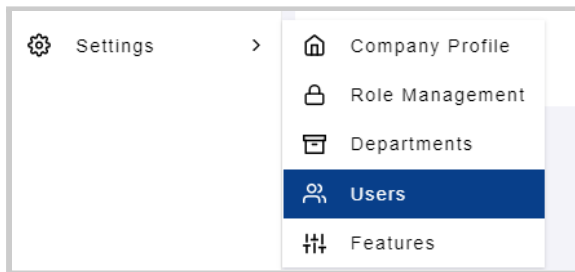 Settings
Company Profile
Role Management
Departments
Users
Features